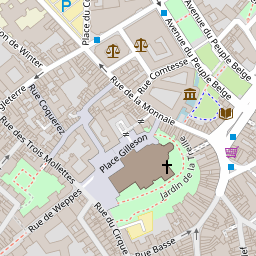 P
Place du Co
Avenue du Peuple Belge
Avenue du Peuple Belge
on de Winter
Rue Comtesse
Rue de la Monnaie
ngleterre
Rue Coquerez
Rue des Trois Mollettes
Place Gilleson
Jardin de la Treille
Rue de Weppes
Rue du Cirque
Rue Basse